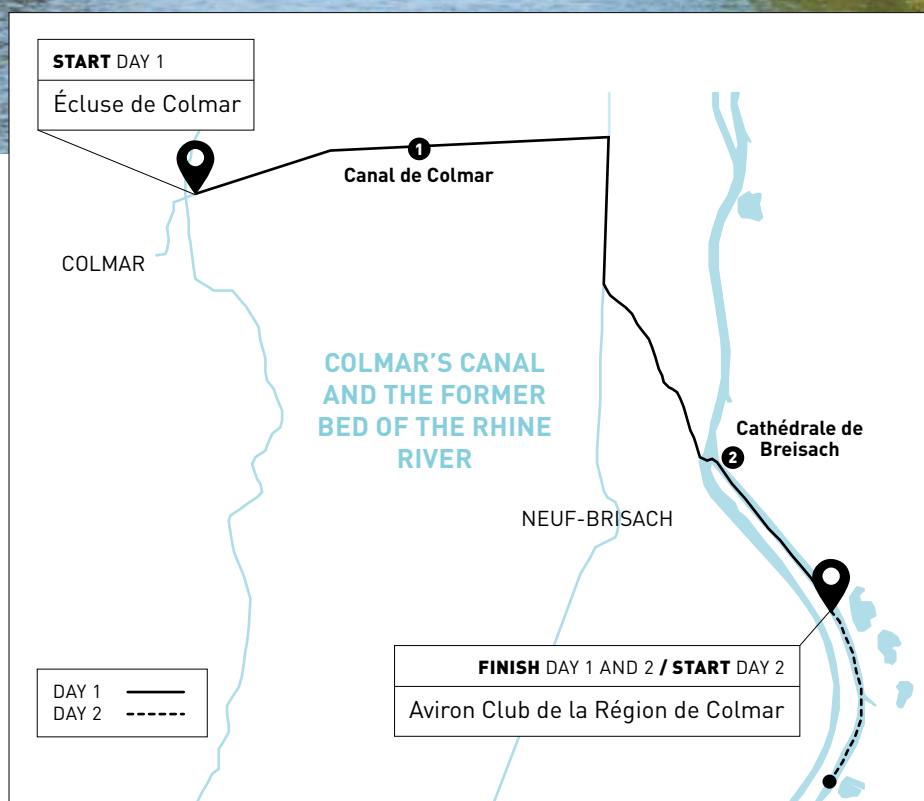 START DAY 1
Écluse de Colmar
1
Canal de Colmar
COLMAR
COLMAR'S CANAL
AND THE FORMER
BED OF THE RHINE
RIVER
Cathédrale de
Breisach
2
NEUF-BRISACH
FINISH DAY 1 AND 2 / START DAY 2
Aviron Club de la Région de Colmar
DAY 1
DAY 2